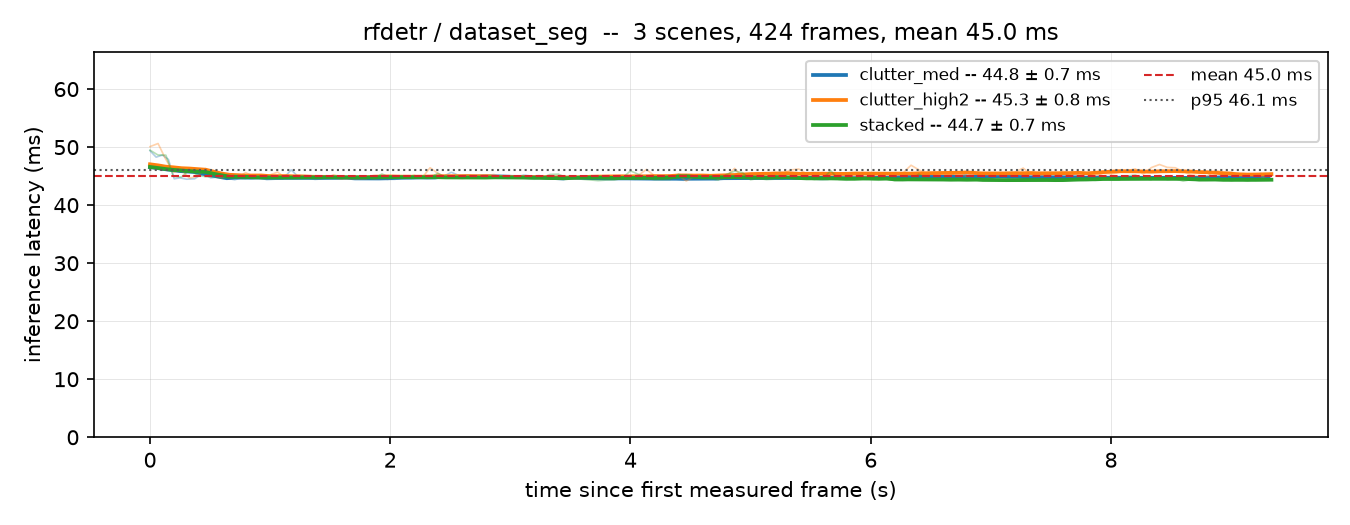 rfdetr / dataset_seg -- 3 scenes, 424 frames, mean 45.0 ms
clutter_med -- 44.8 ± 0.7 ms
clutter_high2 -- 45.3 ± 0.8 ms
stacked -- 44.7 ± 0.7 ms
mean 45.0 ms
p95 46.1 ms
inference latency (ms)
60
50
40
30
20
10
0
0 2 4 6 8
time since first measured frame (s)